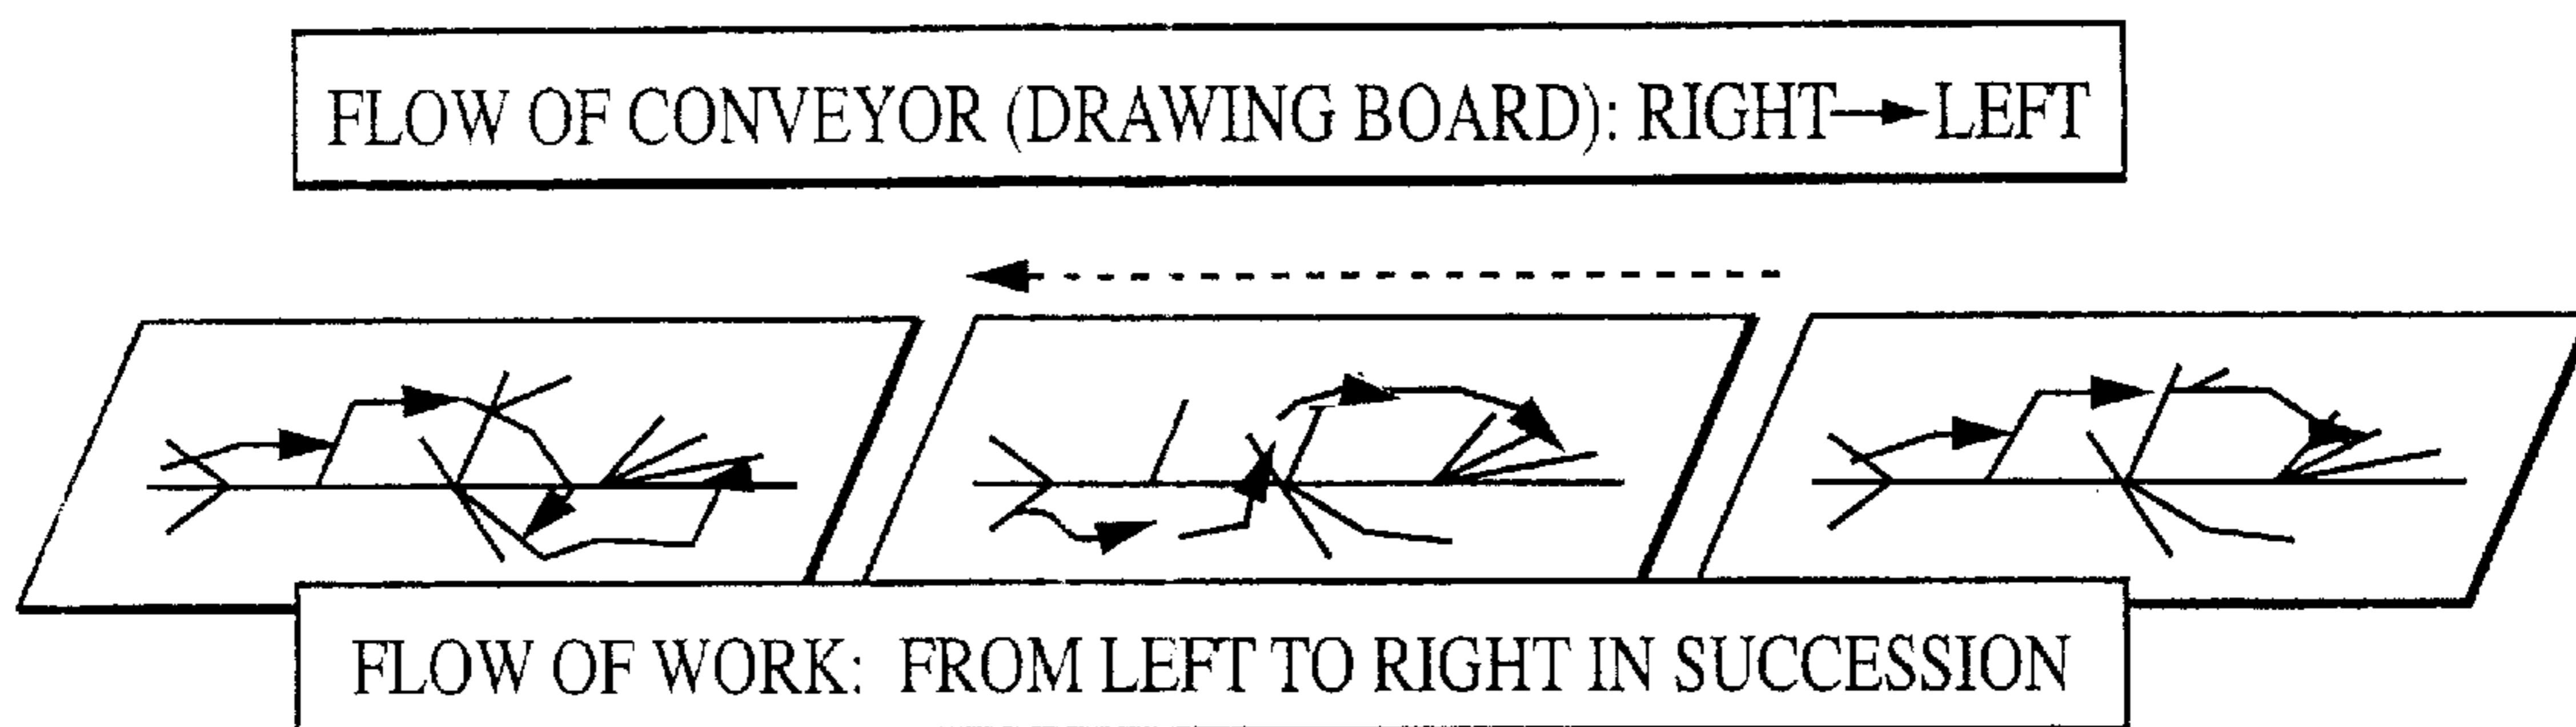 FLOW OF CONVEYOR (DRAWING BOARD): RIGHT→LEFT
FLOW OF WORK: FROM LEFT TO RIGHT IN SUCCESSION